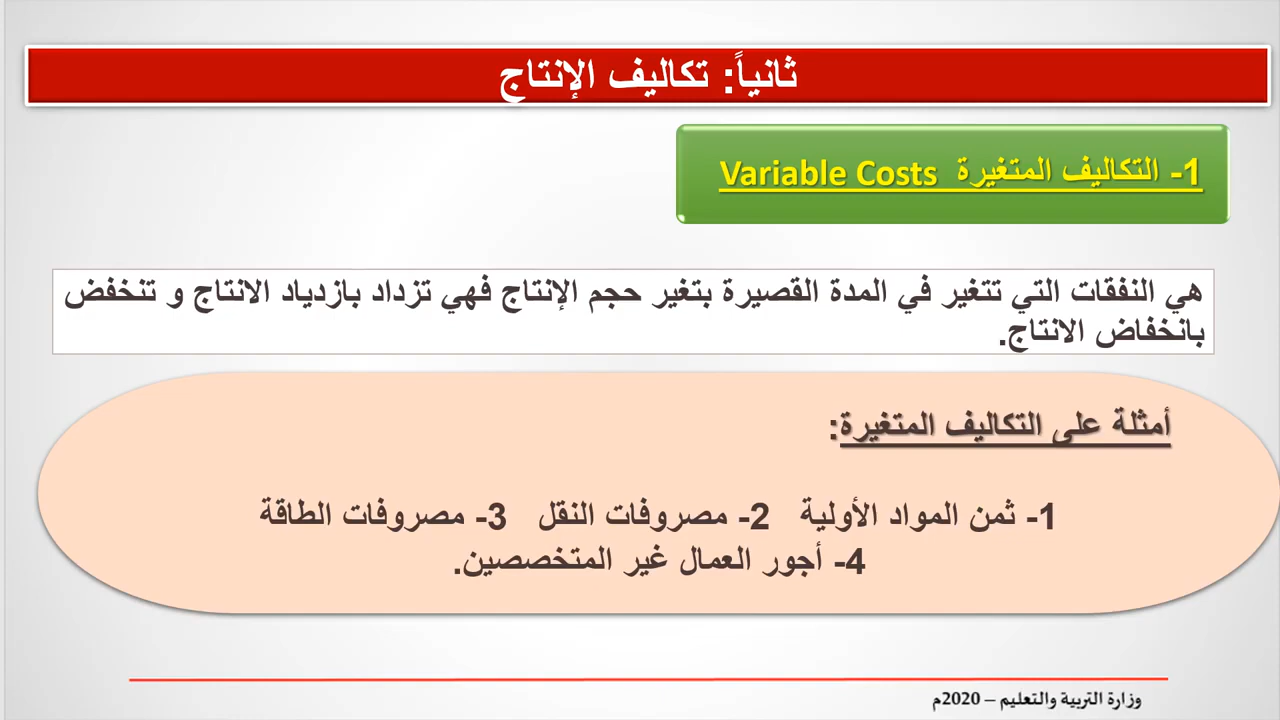 ثانياً: تكاليف الإنتاج
1- التكاليف المتغيرة Variable Costs
هي النفقات التي تتغير في المدة القصيرة بتغير حجم الإنتاج فهي تزداد بازدياد الانتاج و تنخفض
بانخفاض الانتاج.
أمثلة على التكاليف المتغيرة:
1- ثمن المواد الأولية 2- مصروفات النقل 3- مصروفات الطاقة
4- أجور العمال غير المتخصصين.
وزارة التربية والتعليم – 2020م